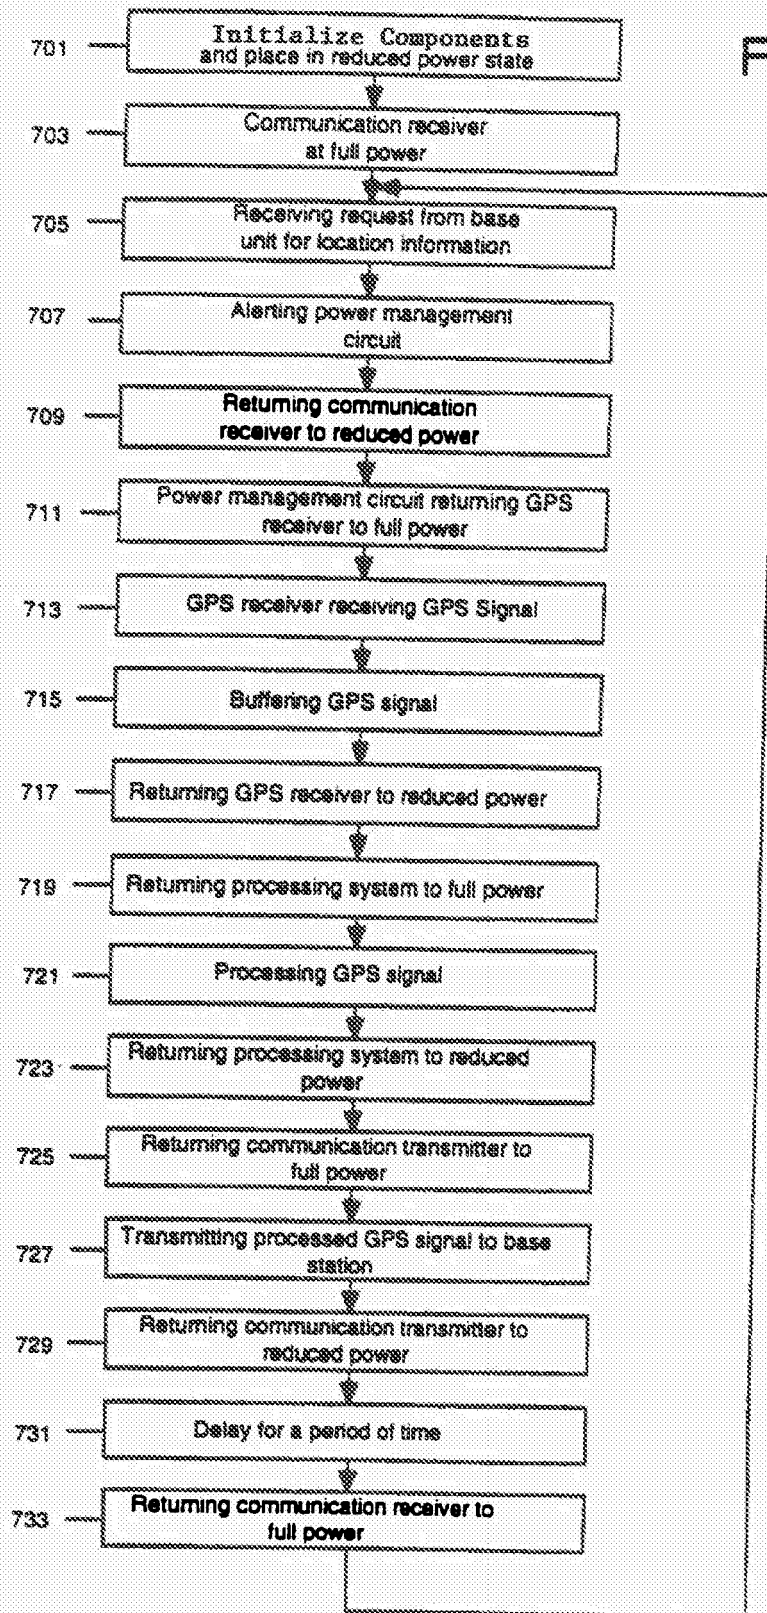 F
701
Initialize Components
and place in reduced power state
703
Communication receiver
at full power
705
Receiving request from base
unit for location information
707
Alerting power management
circuit
709
Returning communication
receiver to reduced power
711
Power management circuit returning GPS
receiver to full power
713
GPS receiver receiving GPS Signal
715
Buffering GPS signal
717
Returning GPS receiver to reduced power
719
Returning processing system to full power
721
Processing GPS signal
723
Returning processing system to reduced
power
725
Returning communication transmitter to
full power
727
Transmitting processed GPS signal to base
station
729
Returning communication transmitter to
reduced power
731
Delay for a period of time
733
Returning communication receiver to
full power